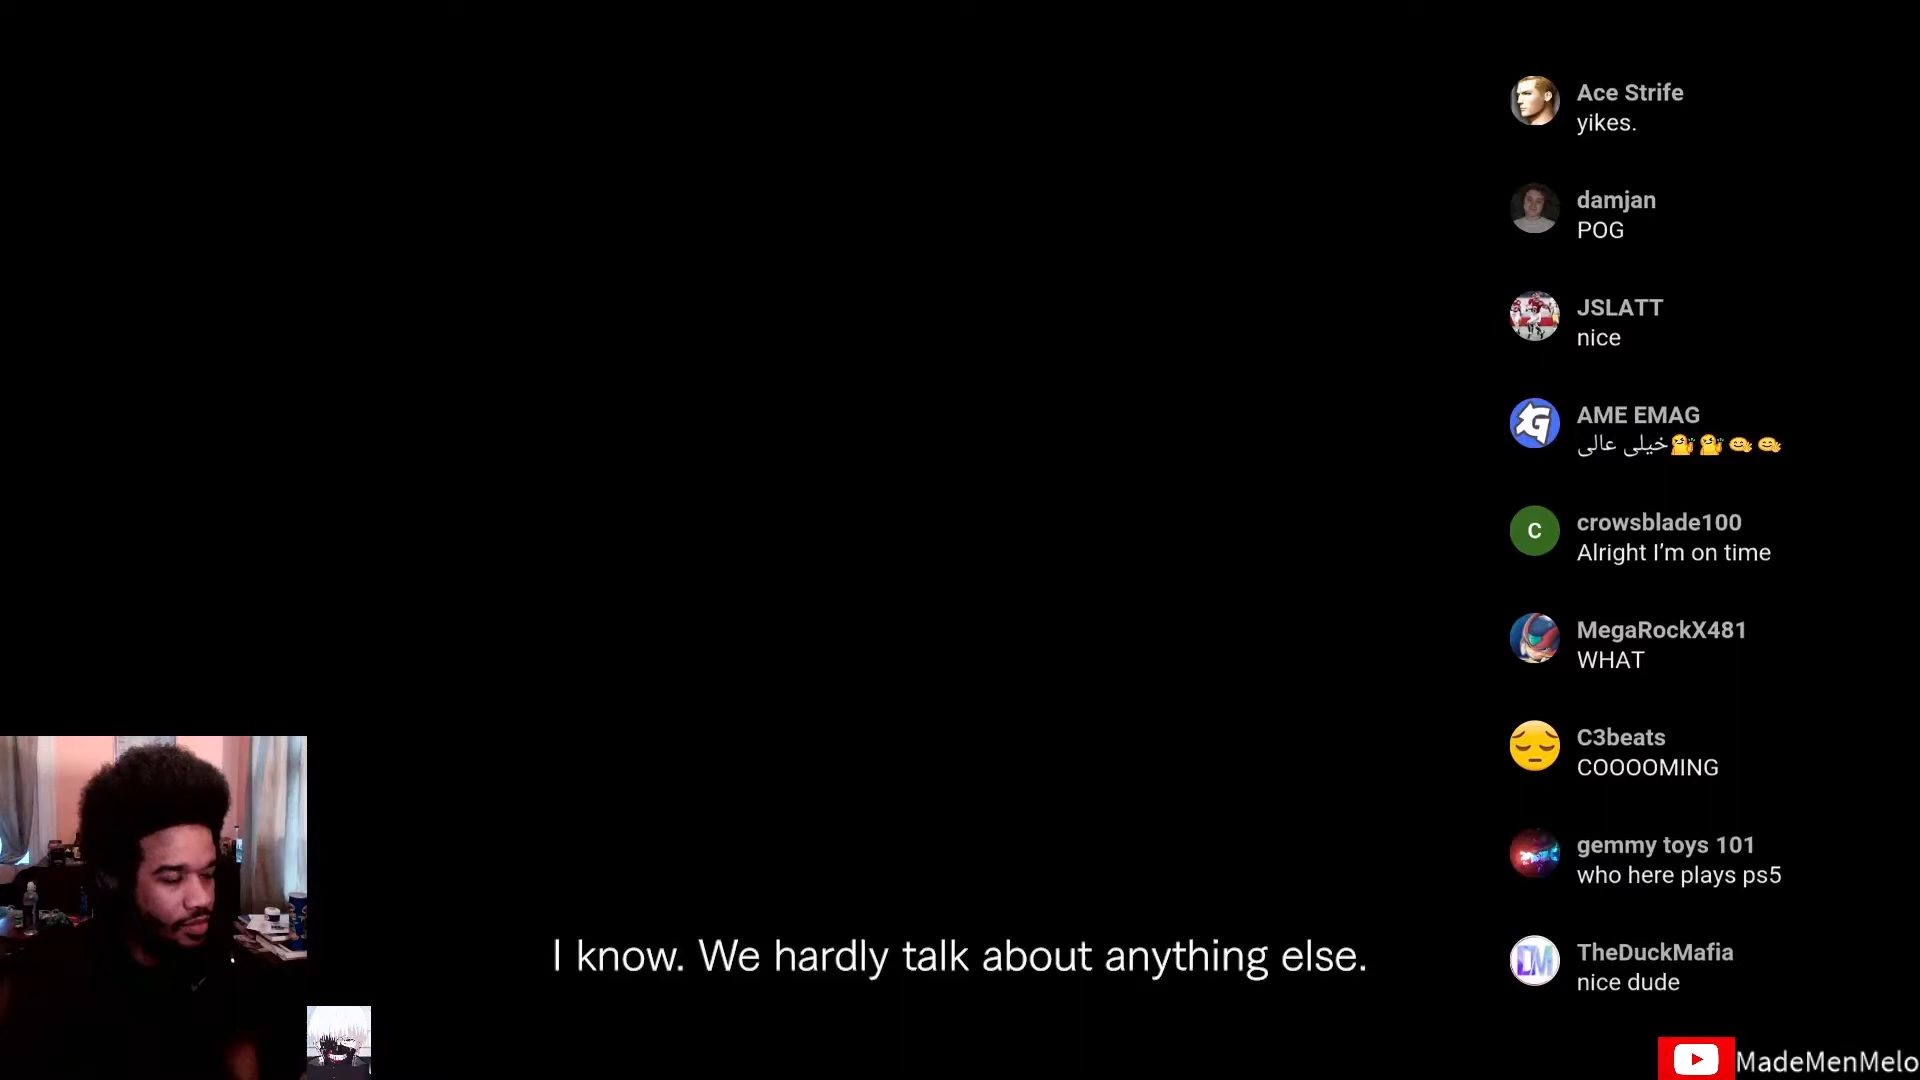 Ace Strife
yikes.
damjan
POG
JSLATT
nice
AME EMAG
خیلی عالی
C
crowsblade100
Alright I’m on time
MegaRockX481
WHAT
C3beats
COOOOMING
gemmy toys 101
who here plays ps5
DM
TheDuckMafia
nice dude
I know. We hardly talk about anything else.
MadeMenMelo